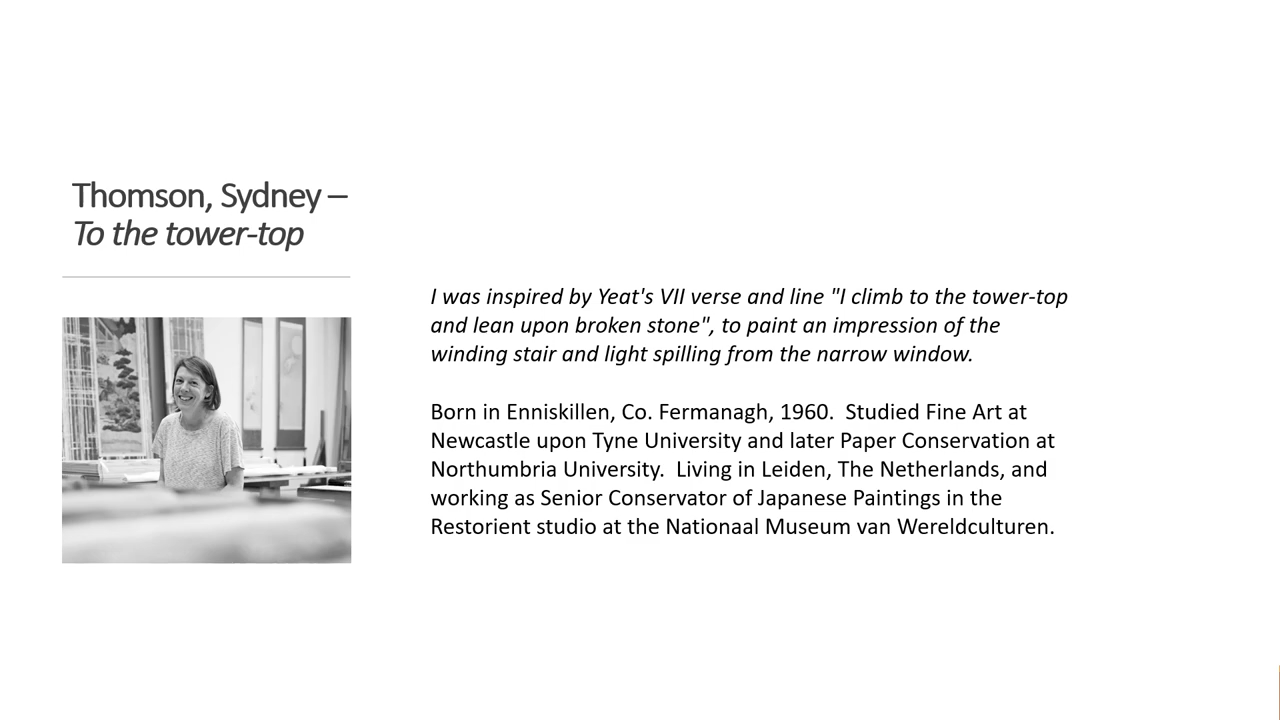 Thomson, Sydney –
To the tower-top
I was inspired by Yeat's VII verse and line "I climb to the tower-top
and lean upon broken stone", to paint an impression of the
winding stair and light spilling from the narrow window.
Born in Enniskillen, Co. Fermanagh, 1960.  Studied Fine Art at
Newcastle upon Tyne University and later Paper Conservation at
Northumbria University.  Living in Leiden, The Netherlands, and
working as Senior Conservator of Japanese Paintings in the
Restorient studio at the Nationaal Museum van Wereldculturen.